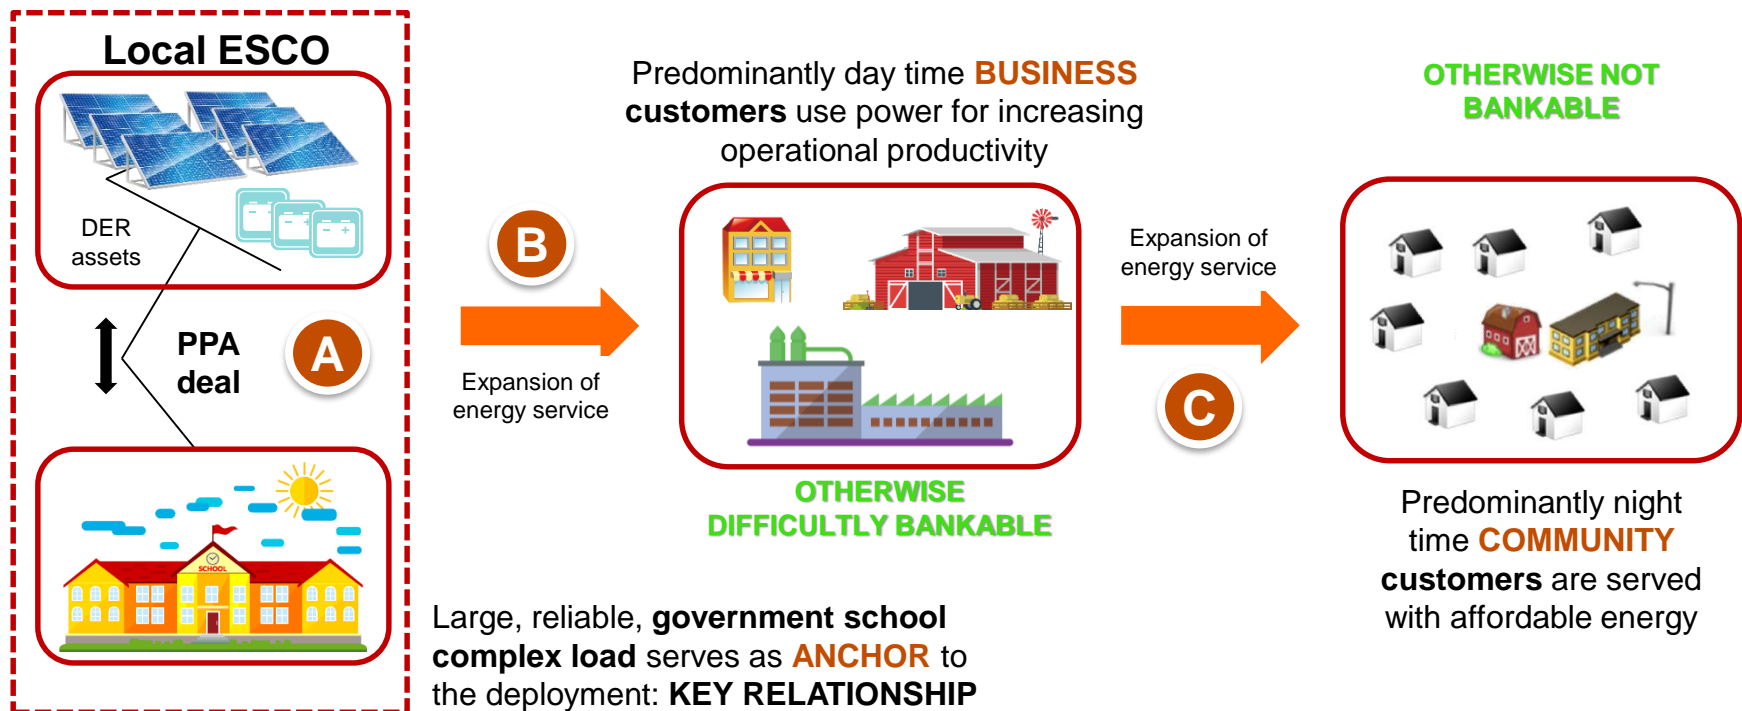 Local ESCO
DER
assets
PPA
deal
A
SCHOOL
B
Expansion of
energy service
Large, reliable, government school
complex load serves as ANCHOR to
the deployment: KEY RELATIONSHIP
Predominantly day time BUSINESS
customers use power for increasing
operational productivity
OTHERWISE
DIFFICULTLY BANKABLE
Expansion of
energy service
C
OTHERWISE NOT
BANKABLE
Predominantly night
time COMMUNITY
customers are served
with affordable energy